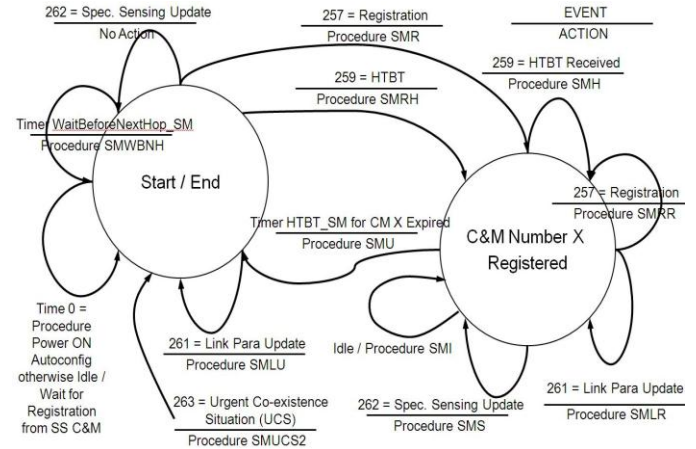 262 = Spec. Sensing Update
No Action
257 = Registration
Procedure SMR
EVENT
ACTION
259 = HTBT
Procedure SMRH
259 = HTBT Received
Procedure SMH
Timer WaitBeforeNextHop_SM
Procedure SMWBNH
Start / End
257 = Registration
Procedure SMRR
Timer HTBT_SM for CM X Expired
Procedure SMU
C&M Number X
Registered
Time 0 =
Procedure
Power ON
Autoconfig
otherwise Idle /
Wait for
Registration
from SS C&M
261 = Link Para Update
Procedure SMLU
Idle / Procedure SMI
263 = Urgent Co-existence
Situation (UCS)
Procedure SMUCS2
262 = Spec. Sensing Update
Procedure SMS
261 = Link Para Update
Procedure SMLR